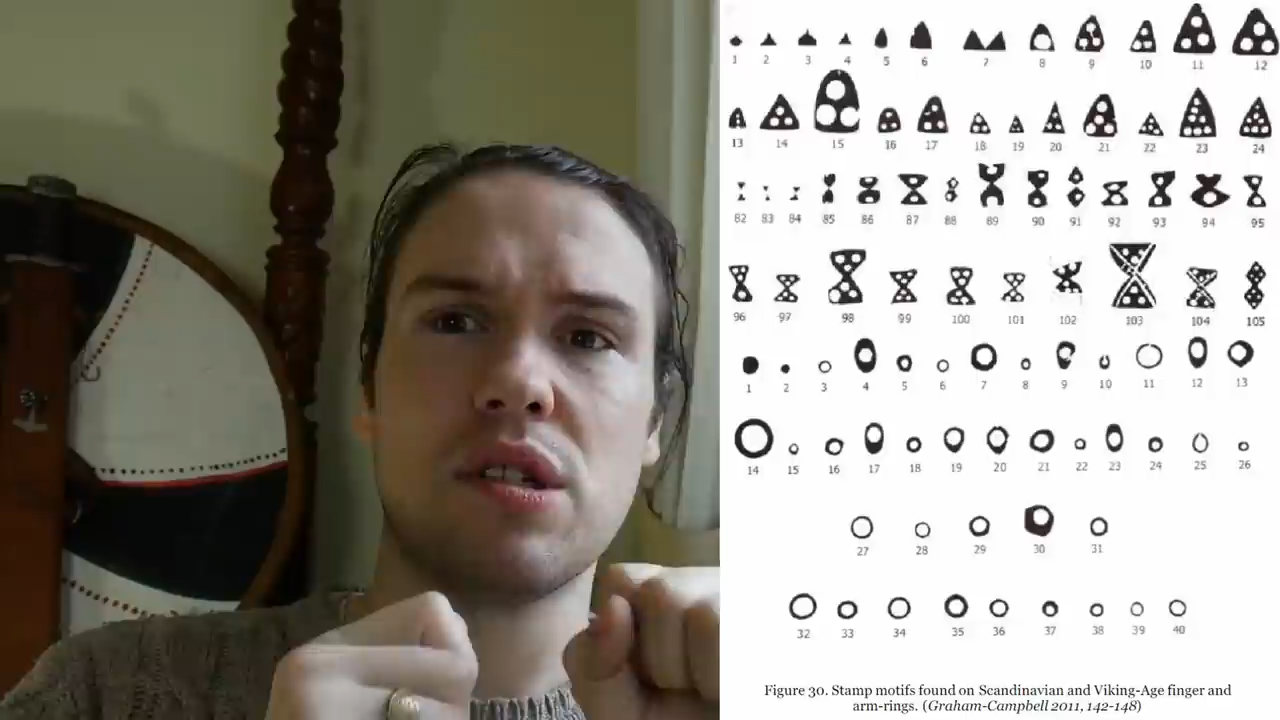 1 2 3 4 5 6 7 8 9 10 11 12
13 14 15 16 17 18 19 20 21 22 23 24
82 83 84 85 86 87 88 89 90 91 92 93 94 95
96 97 98 99 100 101 102 103 104 105
1 2 3 4 5 6 7 8 9 10 11 12 13
14 15 16 17 18 19 20 21 22 23 24 25 26
27 28 29 30 31
32 33 34 35 36 37 38 39 40
Figure 30. Stamp motifs found on Scandinavian and Viking-Age finger and
arm-rings. (Graham-Campbell 2011, 142-148)